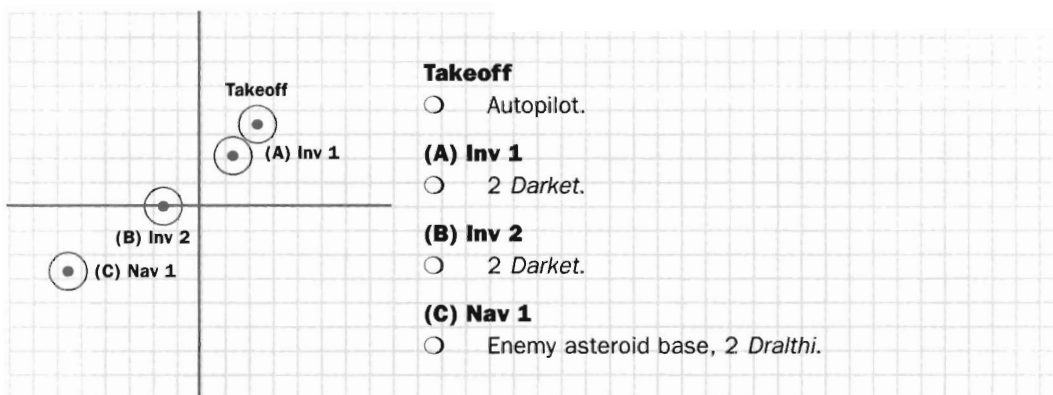 Takeoff
(A) Inv 1
(B) Inv 2
(C) Nav 1
Takeoff
Autopilot.
(A) Inv 1
2 Darket.
(B) Inv 2
2 Darket.
(C) Nav 1
Enemy asteroid base, 2 Dralthi.